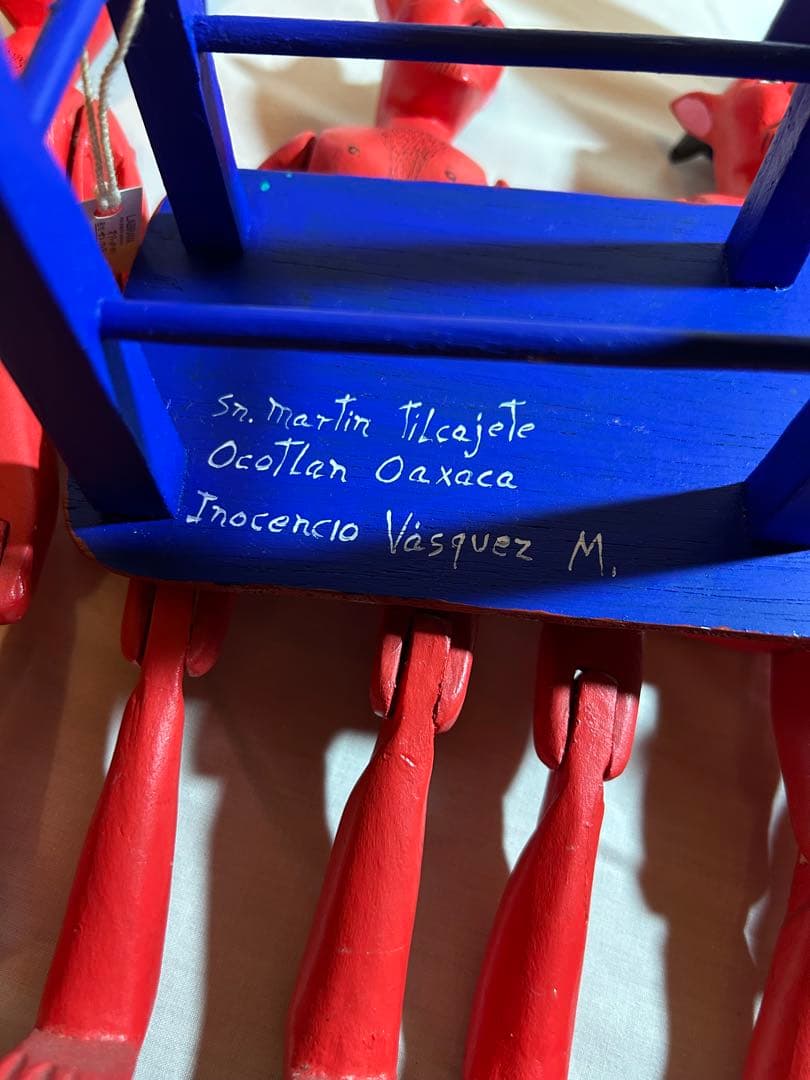 Sn. Martin Tilcajete
Ocotlan Oaxaca
Inocencio Vásquez M.